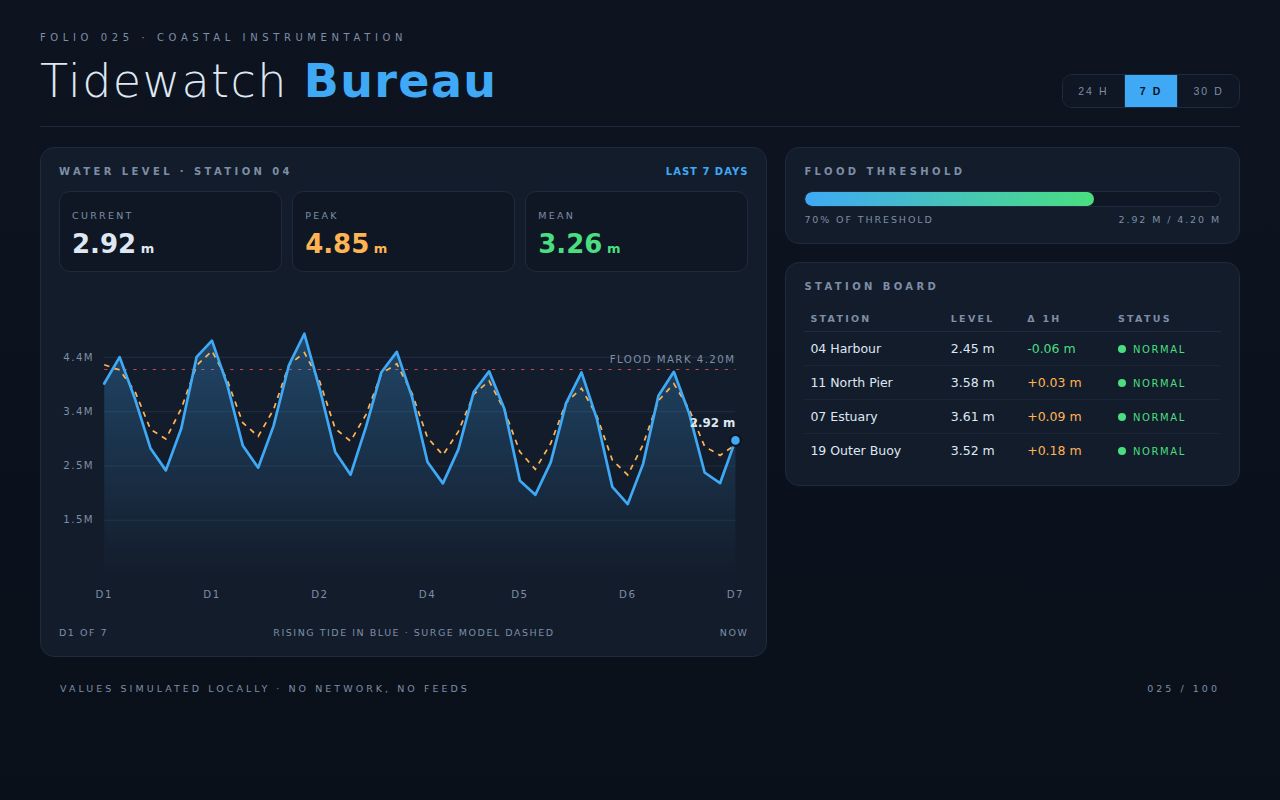 FOLIO 025 · COASTAL INSTRUMENTATION
Tidewatch Bureau
24 H 7 D 30 D
WATER LEVEL · STATION 04
LAST 7 DAYS
CURRENT
2.92 m
PEAK
4.85 m
MEAN
3.26 m
FLOOD MARK 4.20M
2.92 m
4.4M
3.4M
2.5M
1.5M
D1 D1 D2 D4 D5 D6 D7
D1 OF 7
RISING TIDE IN BLUE · SURGE MODEL DASHED
NOW
FLOOD THRESHOLD
70% OF THRESHOLD
2.92 M / 4.20 M
STATION BOARD
STATION LEVEL Δ 1H STATUS
04 Harbour 2.45 m -0.06 m NORMAL
11 North Pier 3.58 m +0.03 m NORMAL
07 Estuary 3.61 m +0.09 m NORMAL
19 Outer Buoy 3.52 m +0.18 m NORMAL
VALUES SIMULATED LOCALLY · NO NETWORK, NO FEEDS
025 / 100